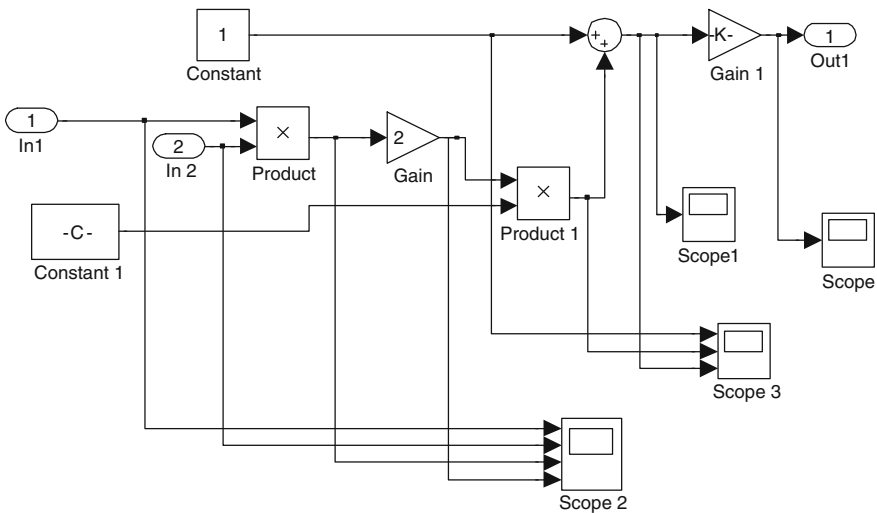 1
Constant
+
+
-K-
Gain 1
1
Out1
1
In1
2
In 2
×
Product
2
Gain
×
Product 1
-C-
Constant 1
Scope1
Scope
Scope 3
Scope 2